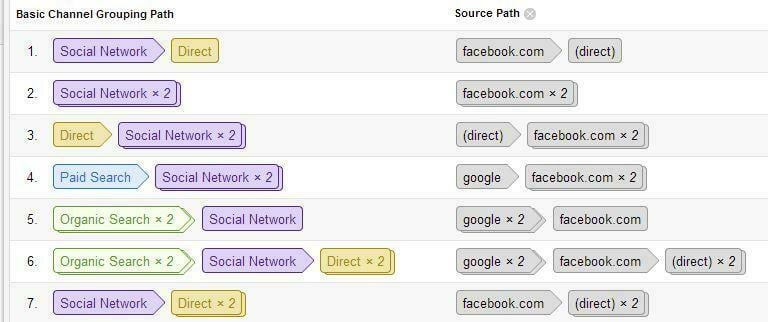 Basic Channel Grouping Path Source Path
1. Social Network Direct facebook.com (direct)
2. Social Network × 2 facebook.com × 2
3. Direct Social Network × 2 (direct) facebook.com × 2
4. Paid Search Social Network × 2 google facebook.com × 2
5. Organic Search × 2 Social Network google × 2 facebook.com
6. Organic Search × 2 Social Network Direct × 2 google × 2 facebook.com (direct) × 2
7. Social Network Direct × 2 facebook.com (direct) × 2